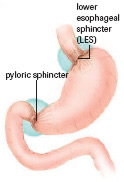 lower
esophageal
sphincter
(LES)
pyloric sphincter